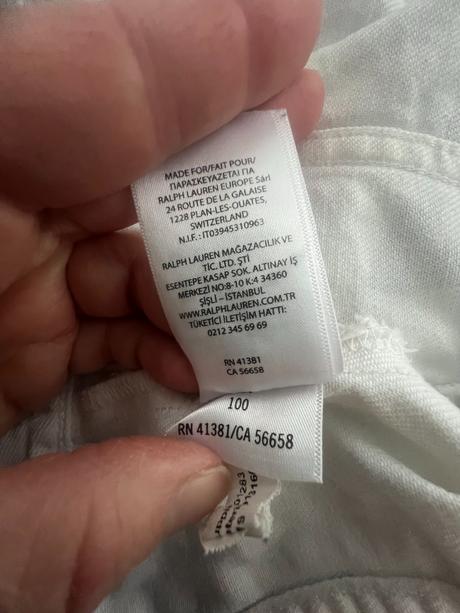 MADE FOR/FAIT POUR/
ΠΑΡΑΣΚΕΥΑΖΕΤΑΙ ΓΙΑ
RALPH LAUREN EUROPE Sàrl
24 ROUTE DE LA GALAISE
1228 PLAN-LES-OUATES,
SWITZERLAND
N.I.F.: IT03945310963
RALPH LAUREN MAĞAZACILIK VE
TİC. LTD. ŞTİ
ESENTEPE KASAP SOK. ALTINAY İŞ
MERKEZİ NO:8-10 K:4 34360
ŞİŞLİ – İSTANBUL
WWW.RALPHLAUREN.COM.TR
TÜKETİCİ İLETİŞİM HATTI:
0212 345 69 69
RN 41381
CA 56658
100
RN 41381/CA 56658